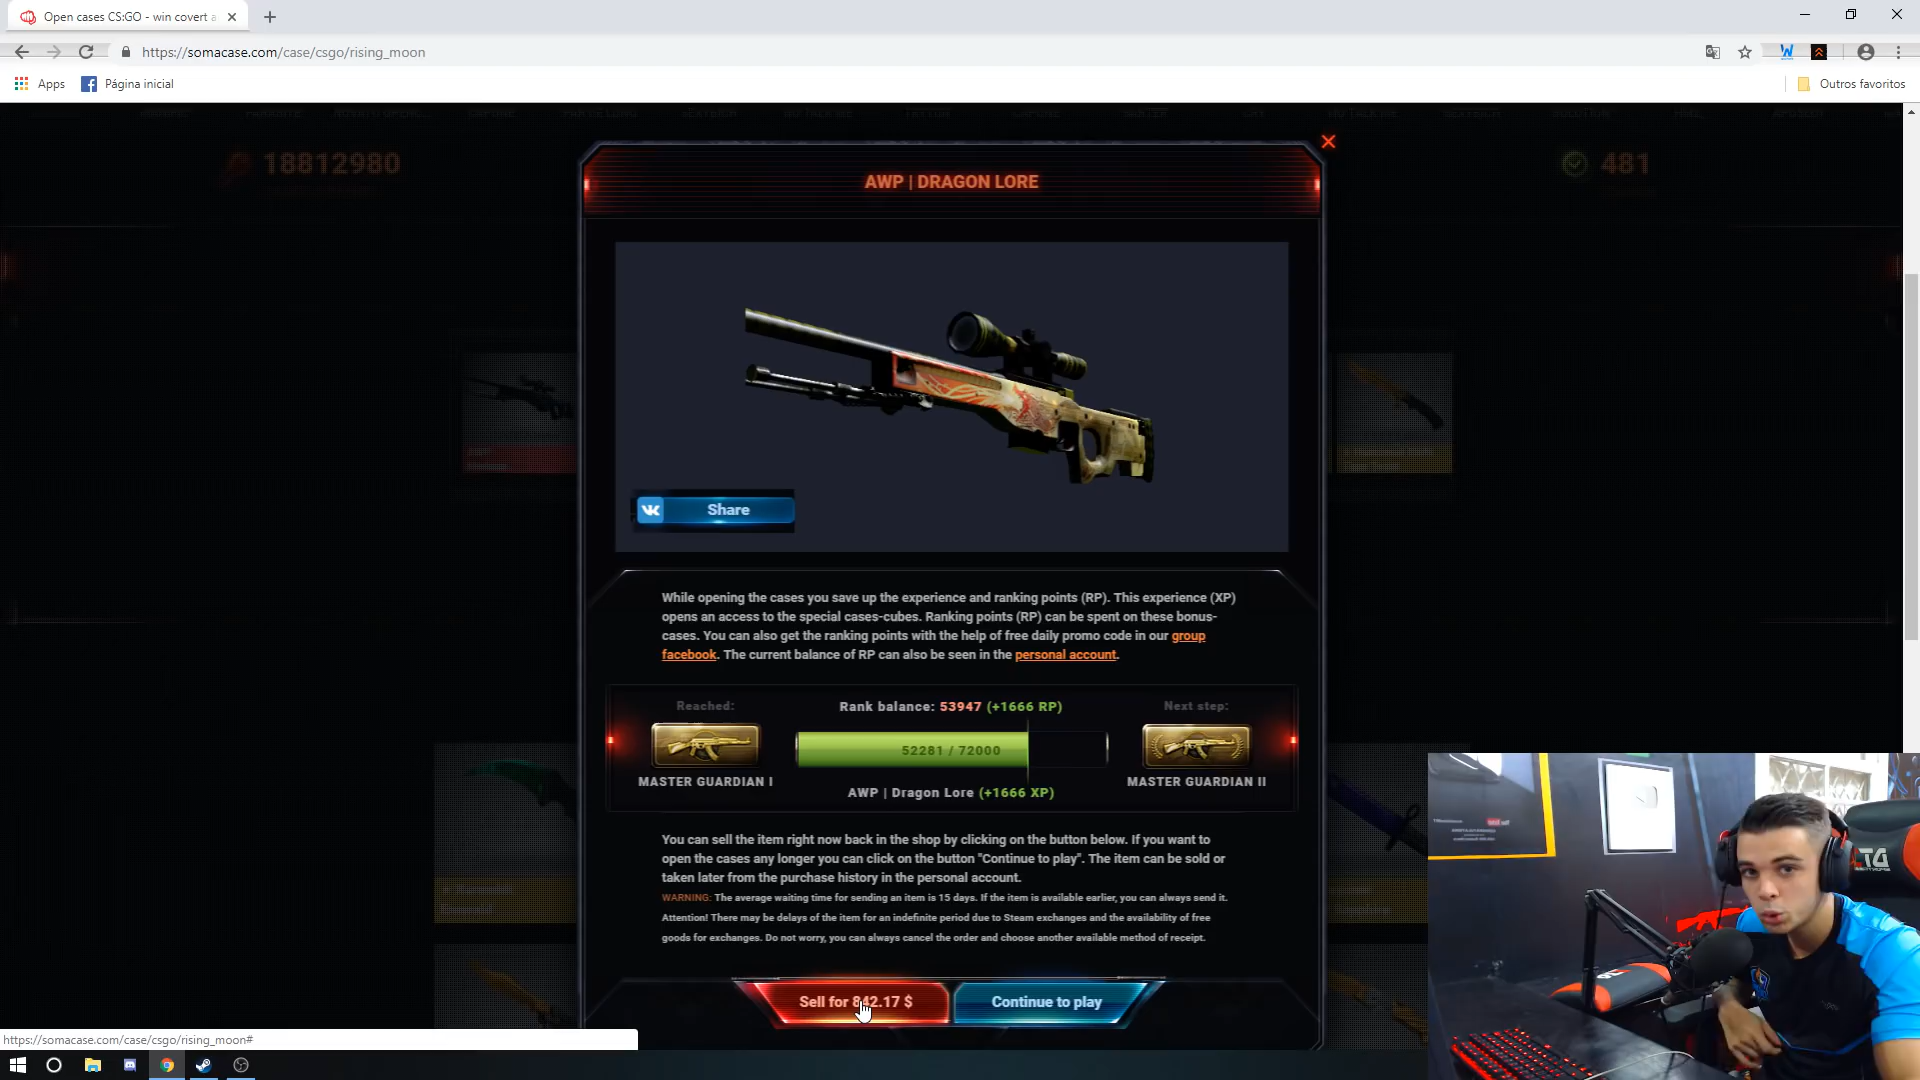 Open cases CS:GO - win covert a
https://somacase.com/case/csgo/rising_moon
Apps
Página inicial
Outros favoritos
18812980
481
AWP | DRAGON LORE
Share
While opening the cases you save up the experience and ranking points (RP). This experience (XP)
opens an access to the special cases-cubes. Ranking points (RP) can be spent on these bonus-
cases. You can also get the ranking points with the help of free daily promo code in our group
facebook. The current balance of RP can also be seen in the personal account.
Reached:
Rank balance: 53947 (+1666 RP)
Next step:
52281 / 72000
MASTER GUARDIAN I
MASTER GUARDIAN II
AWP | Dragon Lore (+1666 XP)
You can sell the item right now back in the shop by clicking on the button below. If you want to
open the cases any longer you can click on the button "Continue to play". The item can be sold or
taken later from the purchase history in the personal account.
WARNING: The average waiting time for sending an item is 15 days. If the item is available earlier, you can always send it.
Attention! There may be delays of the item for an indefinite period due to Steam exchanges and the availability of free
goods for exchanges. Do not worry, you can always cancel the order and choose another available method of receipt.
Sell for 842.17 $
Continue to play
https://somacase.com/case/csgo/rising_moon#